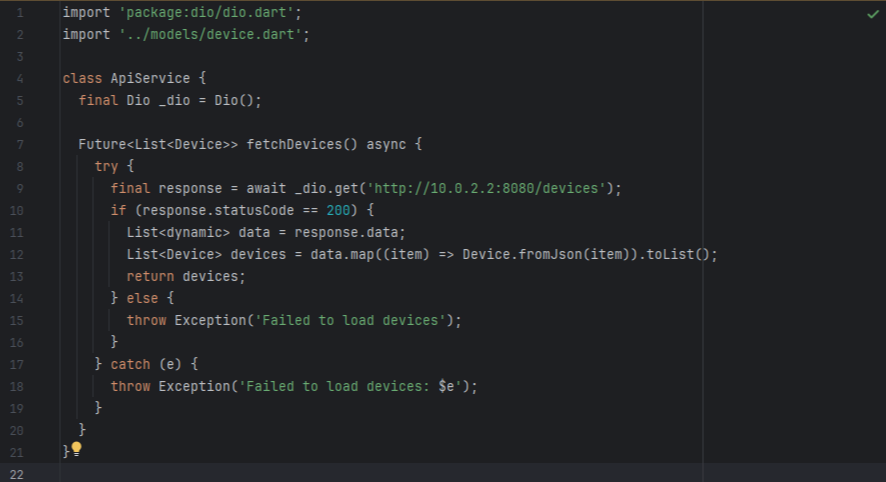 1 import 'package:dio/dio.dart';
2 import '../models/device.dart';
3
4 class ApiService {
5   final Dio _dio = Dio();
6
7   Future<List<Device>> fetchDevices() async {
8     try {
9       final response = await _dio.get('http://10.0.2.2:8080/devices');
10       if (response.statusCode == 200) {
11         List<dynamic> data = response.data;
12         List<Device> devices = data.map((item) => Device.fromJson(item)).toList();
13         return devices;
14       } else {
15         throw Exception('Failed to load devices');
16       }
17     } catch (e) {
18       throw Exception('Failed to load devices: $e');
19     }
20   }
21 }
22